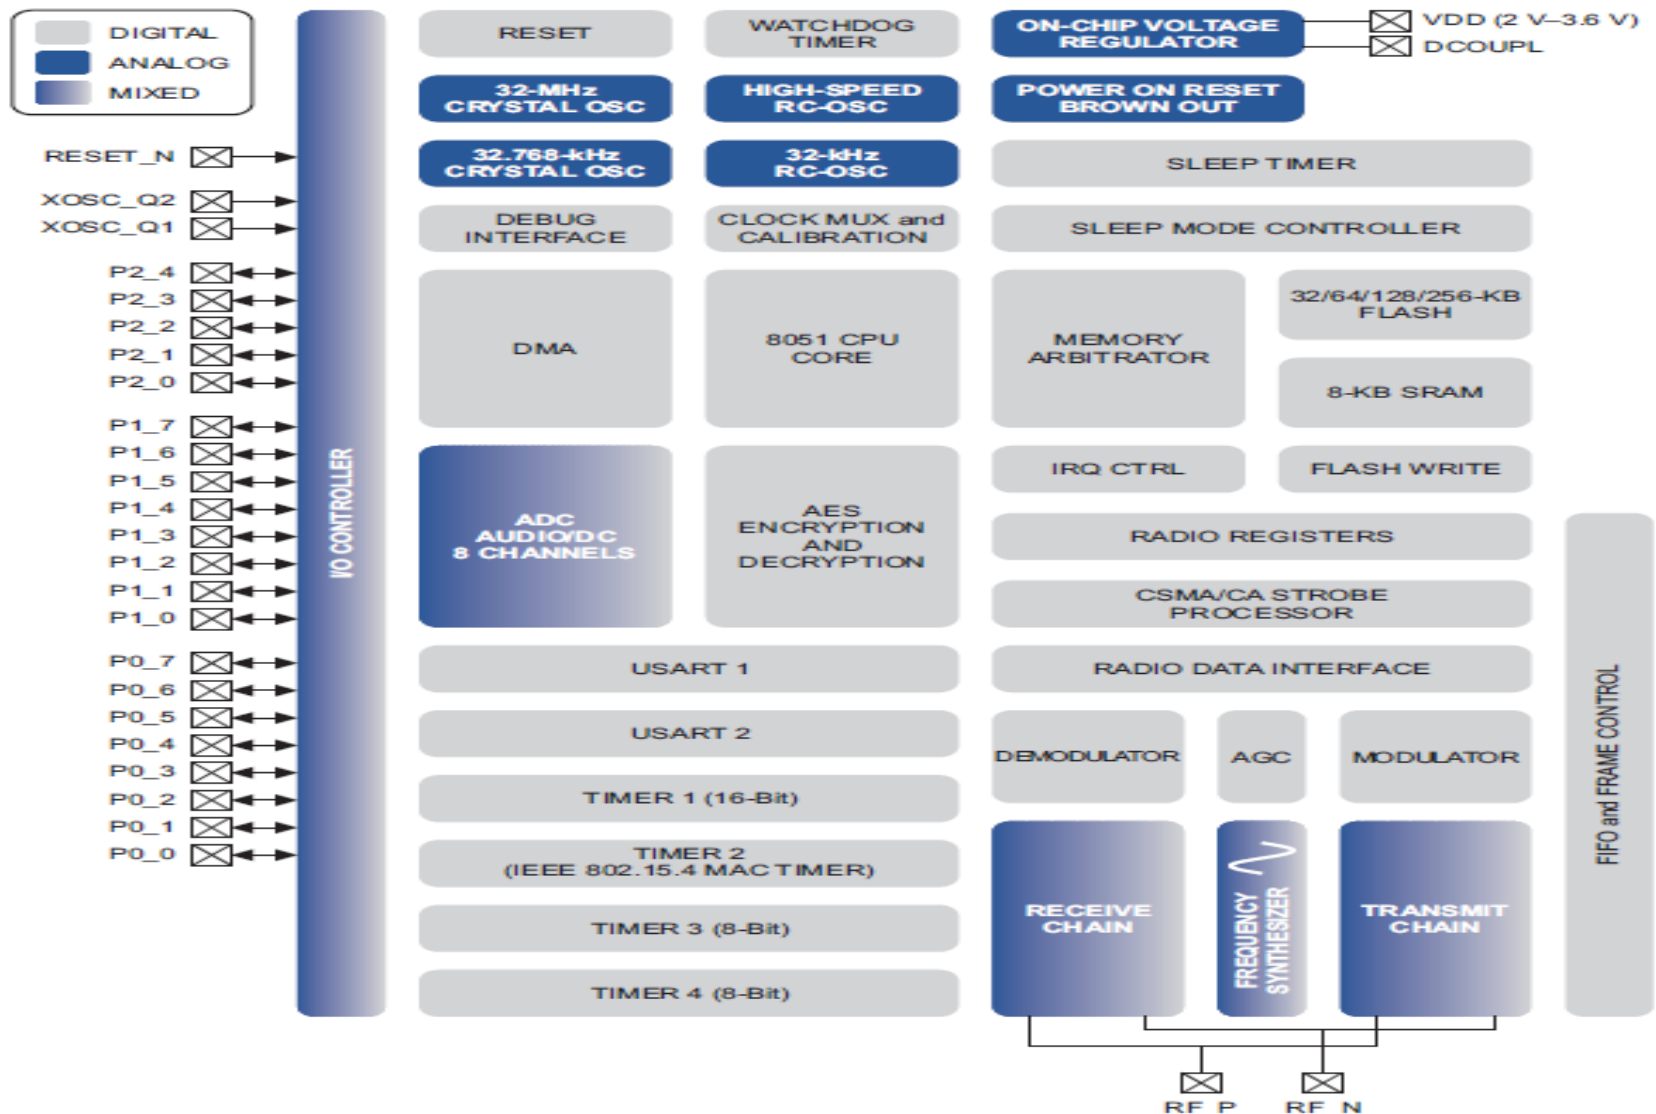 DIGITAL
ANALOG
MIXED
RESET
WATCHDOG
TIMER
ON-CHIP VOLTAGE
REGULATOR
VDD (2 V–3.6 V)
DCOUPL
32-MHz
CRYSTAL OSC
HIGH-SPEED
RC-OSC
POWER ON RESET
BROWN OUT
RESET_N
32.768-kHz
CRYSTAL OSC
32-kHz
RC-OSC
SLEEP TIMER
XOSC_Q2
XOSC_Q1
DEBUG
INTERFACE
CLOCK MUX and
CALIBRATION
SLEEP MODE CONTROLLER
P2_4
P2_3
P2_2
P2_1
P2_0
DMA
8051 CPU
CORE
MEMORY
ARBITRATOR
32/64/128/256-KB
FLASH
8-KB SRAM
P1_7
P1_6
P1_5
P1_4
P1_3
P1_2
P1_1
P1_0
I/O CONTROLLER
ADC
AUDIO/DC
8 CHANNELS
AES
ENCRYPTION
AND
DECRYPTION
IRQ CTRL
FLASH WRITE
RADIO REGISTERS
CSMA/CA STROBE
PROCESSOR
P0_7
P0_6
P0_5
P0_4
P0_3
P0_2
P0_1
P0_0
USART 1
USART 2
TIMER 1 (16-Bit)
TIMER 2
(IEEE 802.15.4 MAC TIMER)
TIMER 3 (8-Bit)
TIMER 4 (8-Bit)
RADIO DATA INTERFACE
DEMODULATOR
AGC
MODULATOR
RECEIVE
CHAIN
FREQUENCY
SYNTHESIZER
TRANSMIT
CHAIN
FIFO and FRAME CONTROL
RF_P
RF_N